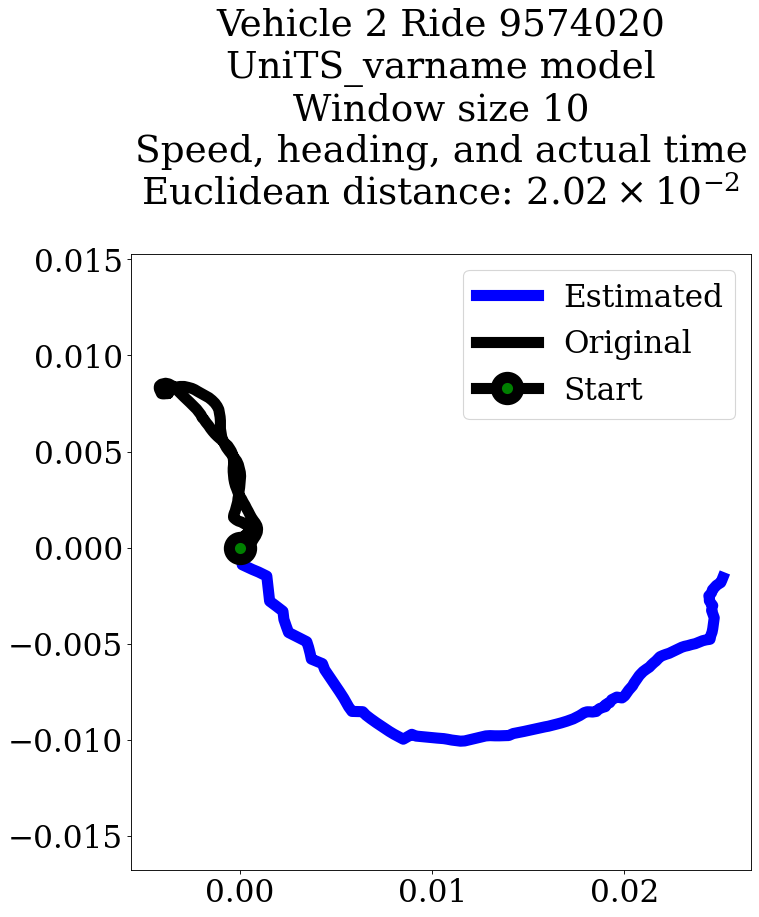 Vehicle 2 Ride 9574020
UniTS_varname model
Window size 10
Speed, heading, and actual time
Euclidean distance: 2.02 × 10⁻²
0.015
0.010
0.005
0.000
−0.005
−0.010
−0.015
Estimated
Original
Start
0.00 0.01 0.02